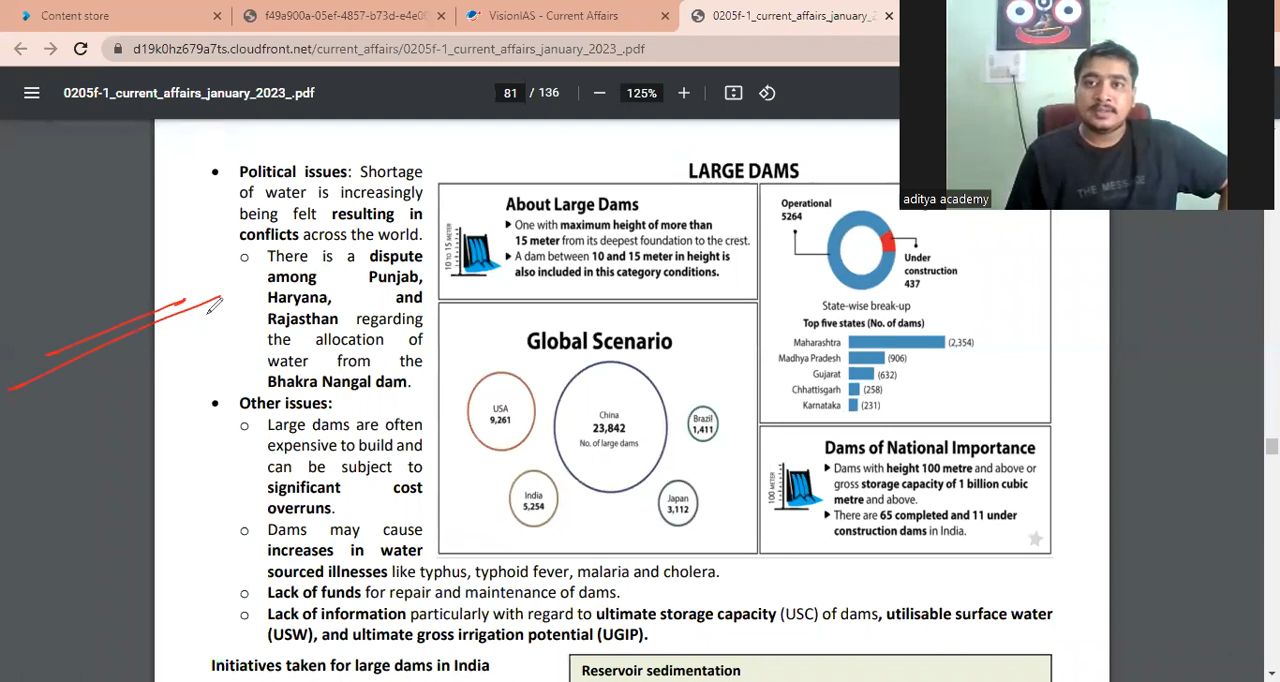 Content store
f49a900a-05ef-4857-b73d-e4e0
VisionIAS - Current Affairs
0205f-1_current_affairs_january_2
d19k0hz679a7ts.cloudfront.net/current_affairs/0205f-1_current_affairs_january_2023_.pdf
0205f-1_current_affairs_january_2023_.pdf
81 / 136
125%
aditya academy
THE MESSAGE
Political issues: Shortage
of water is increasingly
being felt resulting in
conflicts across the world.
There is a dispute
among Punjab,
Haryana, and
Rajasthan regarding
the allocation of
water from the
Bhakra Nangal dam.
Other issues:
Large dams are often
expensive to build and
can be subject to
significant cost
overruns.
Dams may cause
increases in water
sourced illnesses like typhus, typhoid fever, malaria and cholera.
Lack of funds for repair and maintenance of dams.
Lack of information particularly with regard to ultimate storage capacity (USC) of dams, utilisable surface water
(USW), and ultimate gross irrigation potential (UGIP).
Initiatives taken for large dams in India
LARGE DAMS
About Large Dams
One with maximum height of more than
15 meter from its deepest foundation to the crest.
A dam between 10 and 15 meter in height is
also included in this category conditions.
10 TO 15 METER
Global Scenario
USA
9,261
China
23,842
No. of large dams
Brazil
1,411
India
5,254
Japan
3,112
Operational
5264
Under
construction
437
State-wise break-up
Top five states (No. of dams)
Maharashtra (2,354)
Madhya Pradesh (906)
Gujarat (632)
Chhattisgarh (258)
Karnataka (231)
Dams of National Importance
Dams with height 100 metre and above or
gross storage capacity of 1 billion cubic
metre and above.
There are 65 completed and 11 under
construction dams in India.
100 METER
Reservoir sedimentation